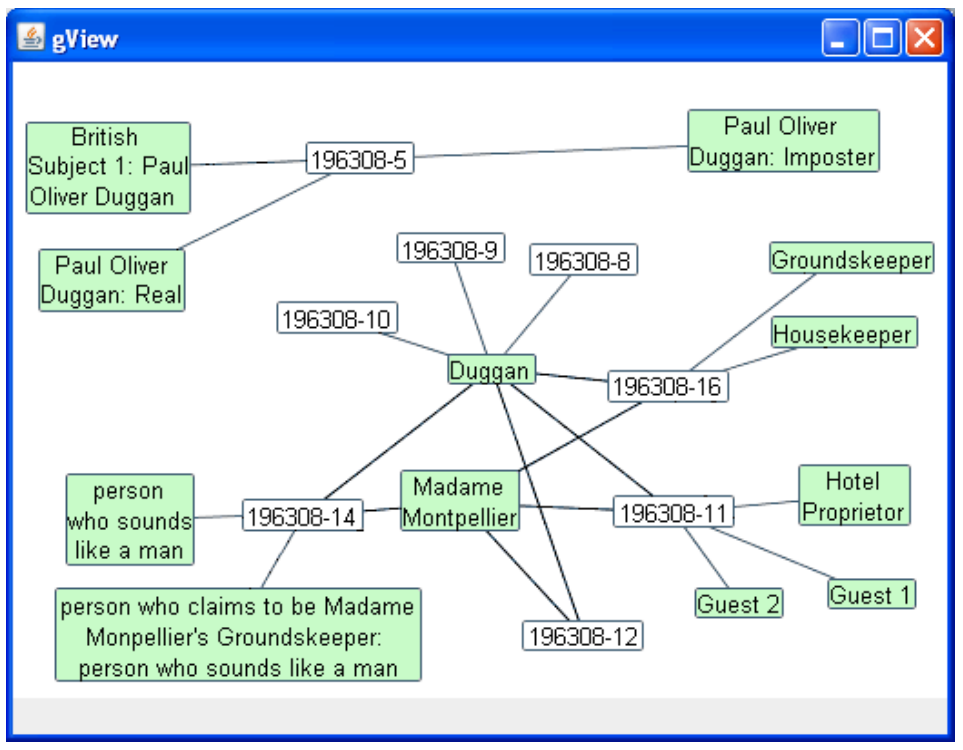 gView
British
Subject 1: Paul
Oliver Duggan
196308-5
Paul Oliver
Duggan: Imposter
Paul Oliver
Duggan: Real
196308-9
196308-8
Groundskeeper
196308-10
Housekeeper
Duggan
196308-16
person
who sounds
like a man
196308-14
Madame
Montpellier
196308-11
Hotel
Proprietor
person who claims to be Madame
Monpellier's Groundskeeper:
person who sounds like a man
196308-12
Guest 2
Guest 1